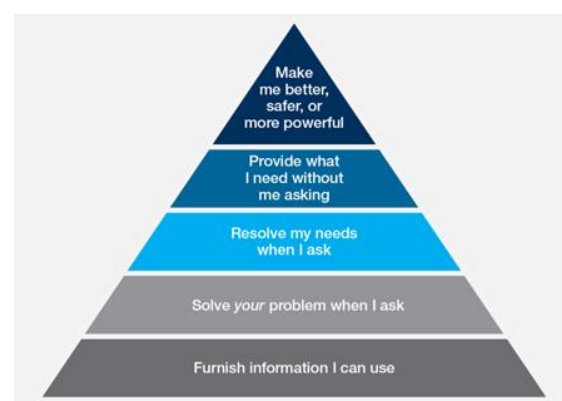 Make
me better,
safer, or
more powerful
Provide what
I need without
me asking
Resolve my needs
when I ask
Solve your problem when I ask
Furnish information I can use